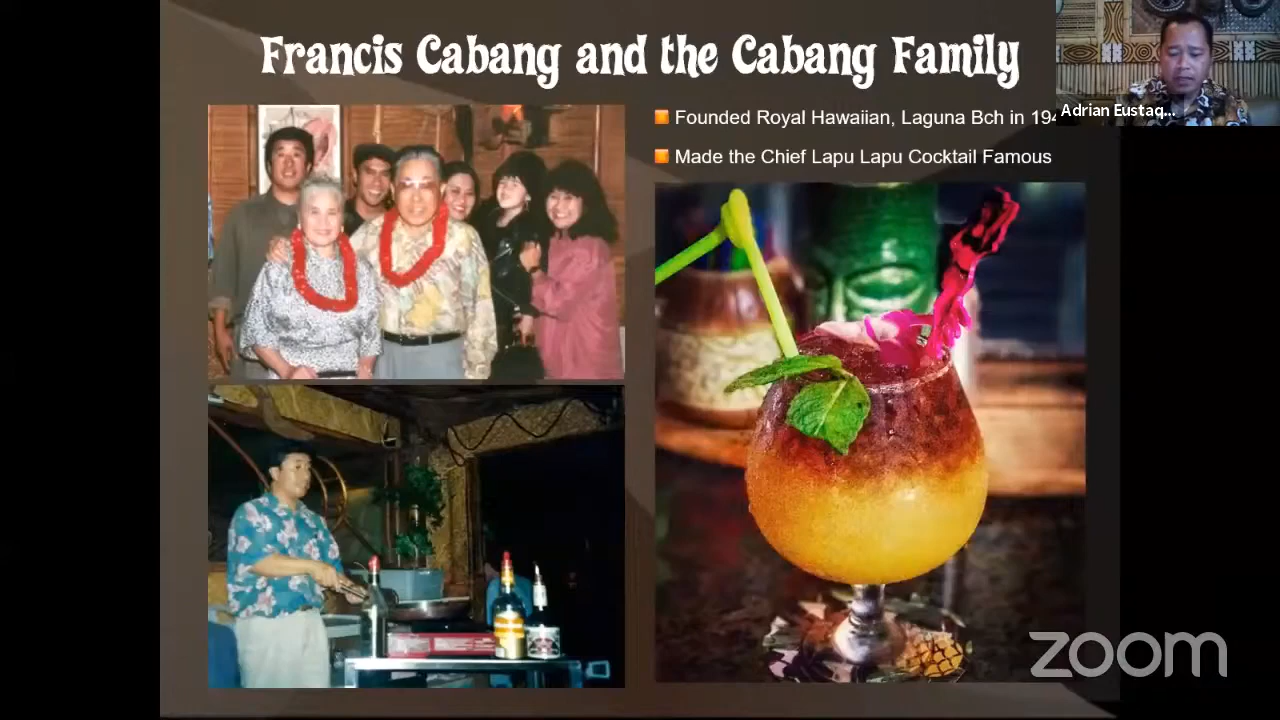 Francis Cabang and the Cabang Family
Founded Royal Hawaiian, Laguna Bch in 194
Adrian Eustaq...
Made the Chief Lapu Lapu Cocktail Famous
zoom